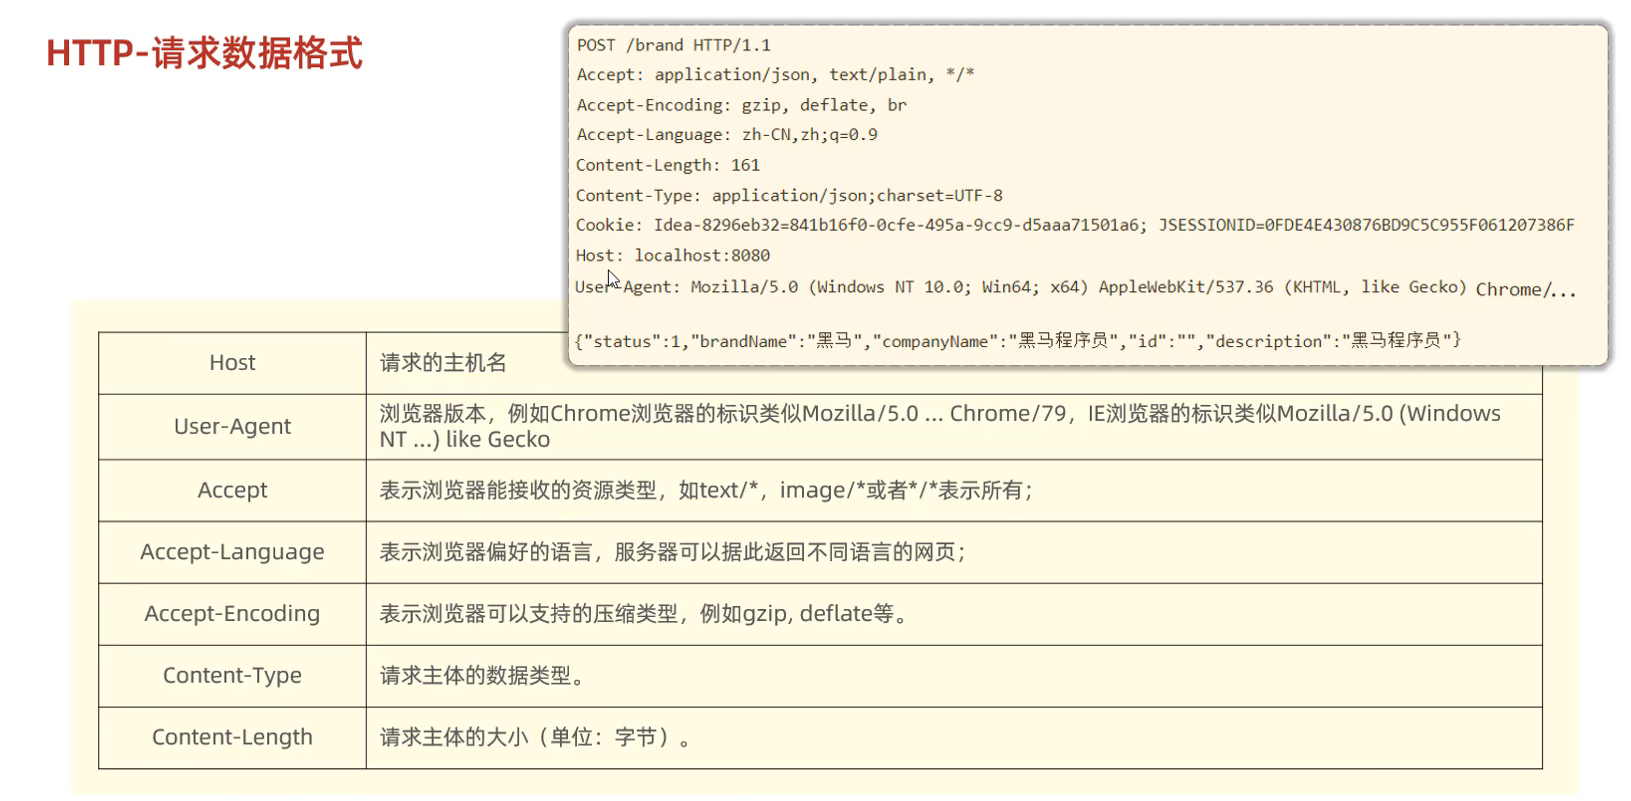 HTTP-请求数据格式
POST /brand HTTP/1.1
Accept: application/json, text/plain, */*
Accept-Encoding: gzip, deflate, br
Accept-Language: zh-CN,zh;q=0.9
Content-Length: 161
Content-Type: application/json;charset=UTF-8
Cookie: Idea-8296eb32=841b16f0-0cfe-495a-9cc9-d5aaa71501a6; JSESSIONID=0FDE4E430876BD9C5C955F061207386F
Host: localhost:8080
User-Agent: Mozilla/5.0 (Windows NT 10.0; Win64; x64) AppleWebKit/537.36 (KHTML, like Gecko) Chrome/...
{"status":1,"brandName":"黑马","companyName":"黑马程序员","id":"","description":"黑马程序员"}
Host 请求的主机名
User-Agent 浏览器版本，例如Chrome浏览器的标识类似Mozilla/5.0 ... Chrome/79，IE浏览器的标识类似Mozilla/5.0 (Windows
NT ...) like Gecko
Accept 表示浏览器能接收的资源类型，如text/*，image/*或者*/*表示所有；
Accept-Language 表示浏览器偏好的语言，服务器可以据此返回不同语言的网页；
Accept-Encoding 表示浏览器可以支持的压缩类型，例如gzip, deflate等。
Content-Type 请求主体的数据类型。
Content-Length 请求主体的大小（单位：字节）。